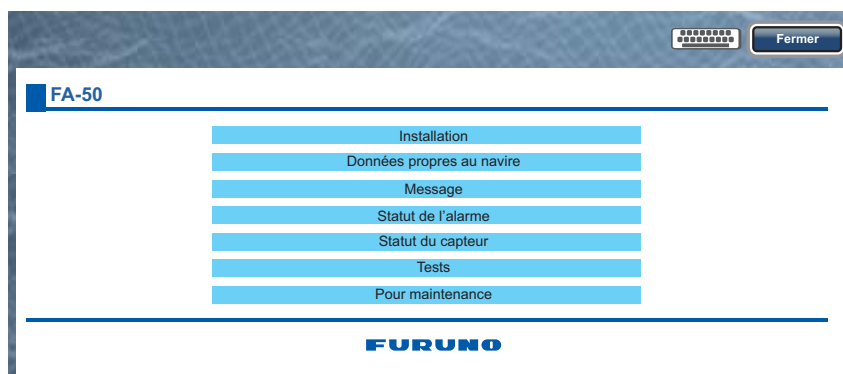 Fermer
FA-50
Installation
Données propres au navire
Message
Statut de l’alarme
Statut du capteur
Tests
Pour maintenance
FURUNO